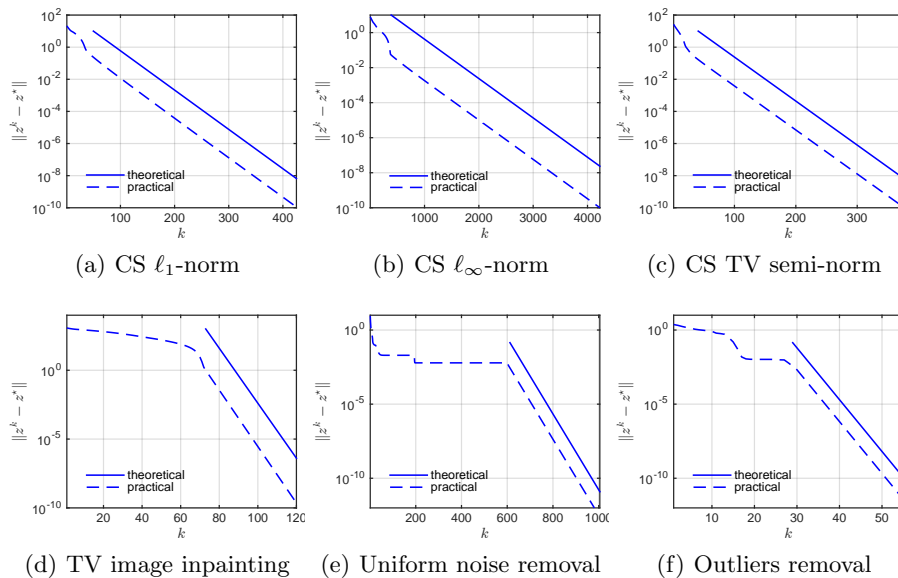 10^2
10^0
10^-2
10^-4
10^-6
10^-8
10^-10
‖z^k − z^⋆‖
theoretical
practical
100 200 300 400
k
(a) CS ℓ1-norm
10^0
10^-2
10^-4
10^-6
10^-8
10^-10
‖z^k − z^⋆‖
theoretical
practical
1000 2000 3000 4000
k
(b) CS ℓ∞-norm
10^2
10^0
10^-2
10^-4
10^-6
10^-8
10^-10
‖z^k − z^⋆‖
theoretical
practical
100 200 300
k
(c) CS TV semi-norm
10^0
10^-5
10^-10
‖z^k − z^⋆‖
theoretical
practical
20 40 60 80 100 120
k
(d) TV image inpainting
10^0
10^-5
10^-10
‖z^k − z^⋆‖
theoretical
practical
200 400 600 800 1000
k
(e) Uniform noise removal
10^0
10^-5
10^-10
‖z^k − z^⋆‖
theoretical
practical
10 20 30 40 50
k
(f) Outliers removal